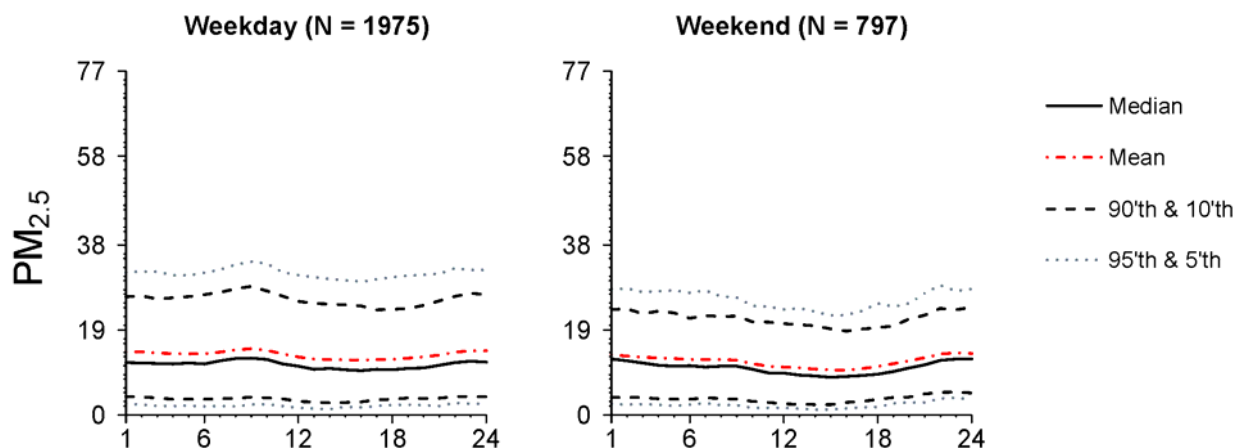 Weekday (N = 1975)
Weekend (N = 797)
PM2.5
77
58
38
19
0
1 6 12 18 24
77
58
38
19
0
1 6 12 18 24
Median
Mean
90'th & 10'th
95'th & 5'th